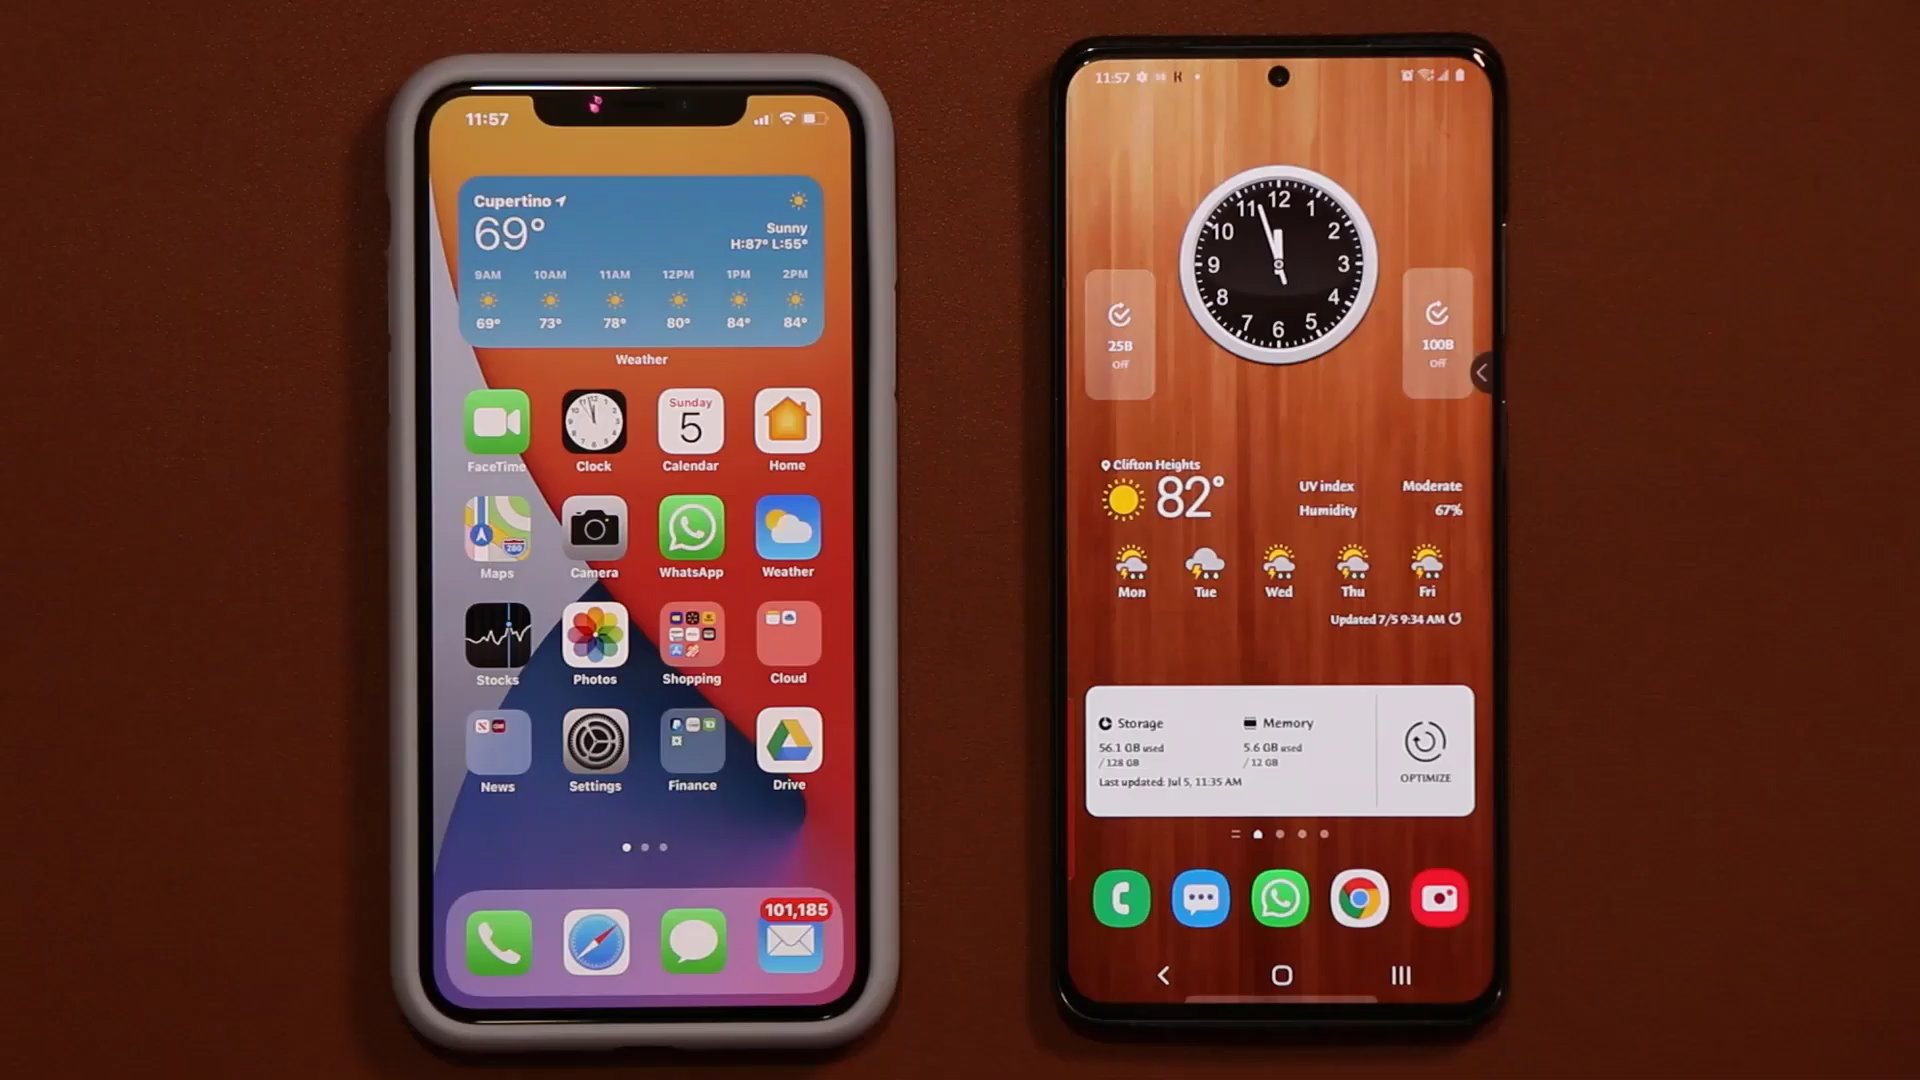 11:57
Cupertino
69°
Sunny
H:87° L:55°
9AM 10AM 11AM 12PM 1PM 2PM
69° 73° 78° 80° 84° 84°
Weather
Sunday
5
FaceTime Clock Calendar Home
280
Maps Camera WhatsApp Weather
Stocks Photos Shopping Cloud
News Settings Finance Drive
101,185
11:57
12 1 2 3 4 5 6 7 8 9 10 11
25B
Off
100B
Off
Clifton Heights
82°
UV index Moderate
Humidity 67%
Mon Tue Wed Thu Fri
Updated 7/5 9:34 AM
Storage Memory
56.1 GB used 5.6 GB used
/ 128 GB / 12 GB
Last updated: Jul 5, 11:35 AM
OPTIMIZE